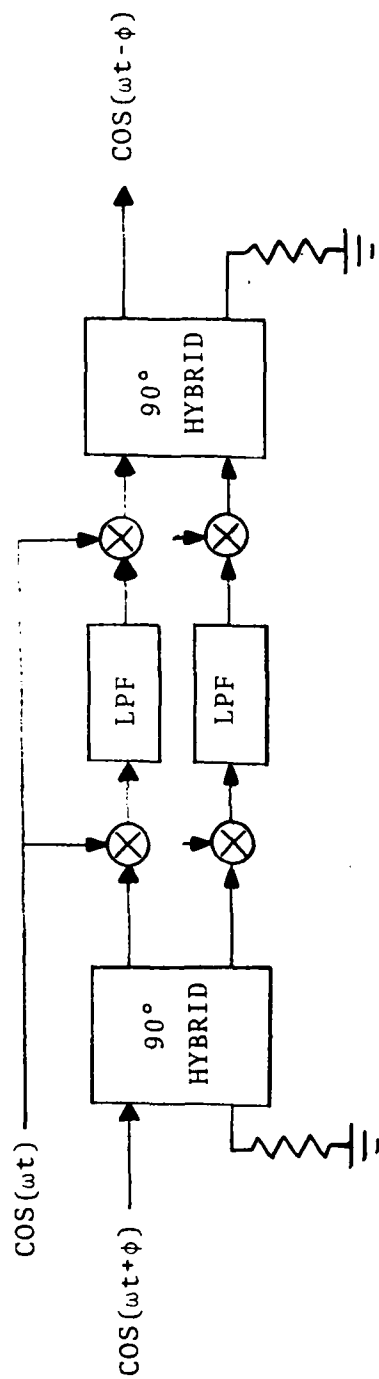 COS(ωt)
COS(ωt+φ)
90°
HYBRID
LPF
LPF
90°
HYBRID
COS(ωt-φ)